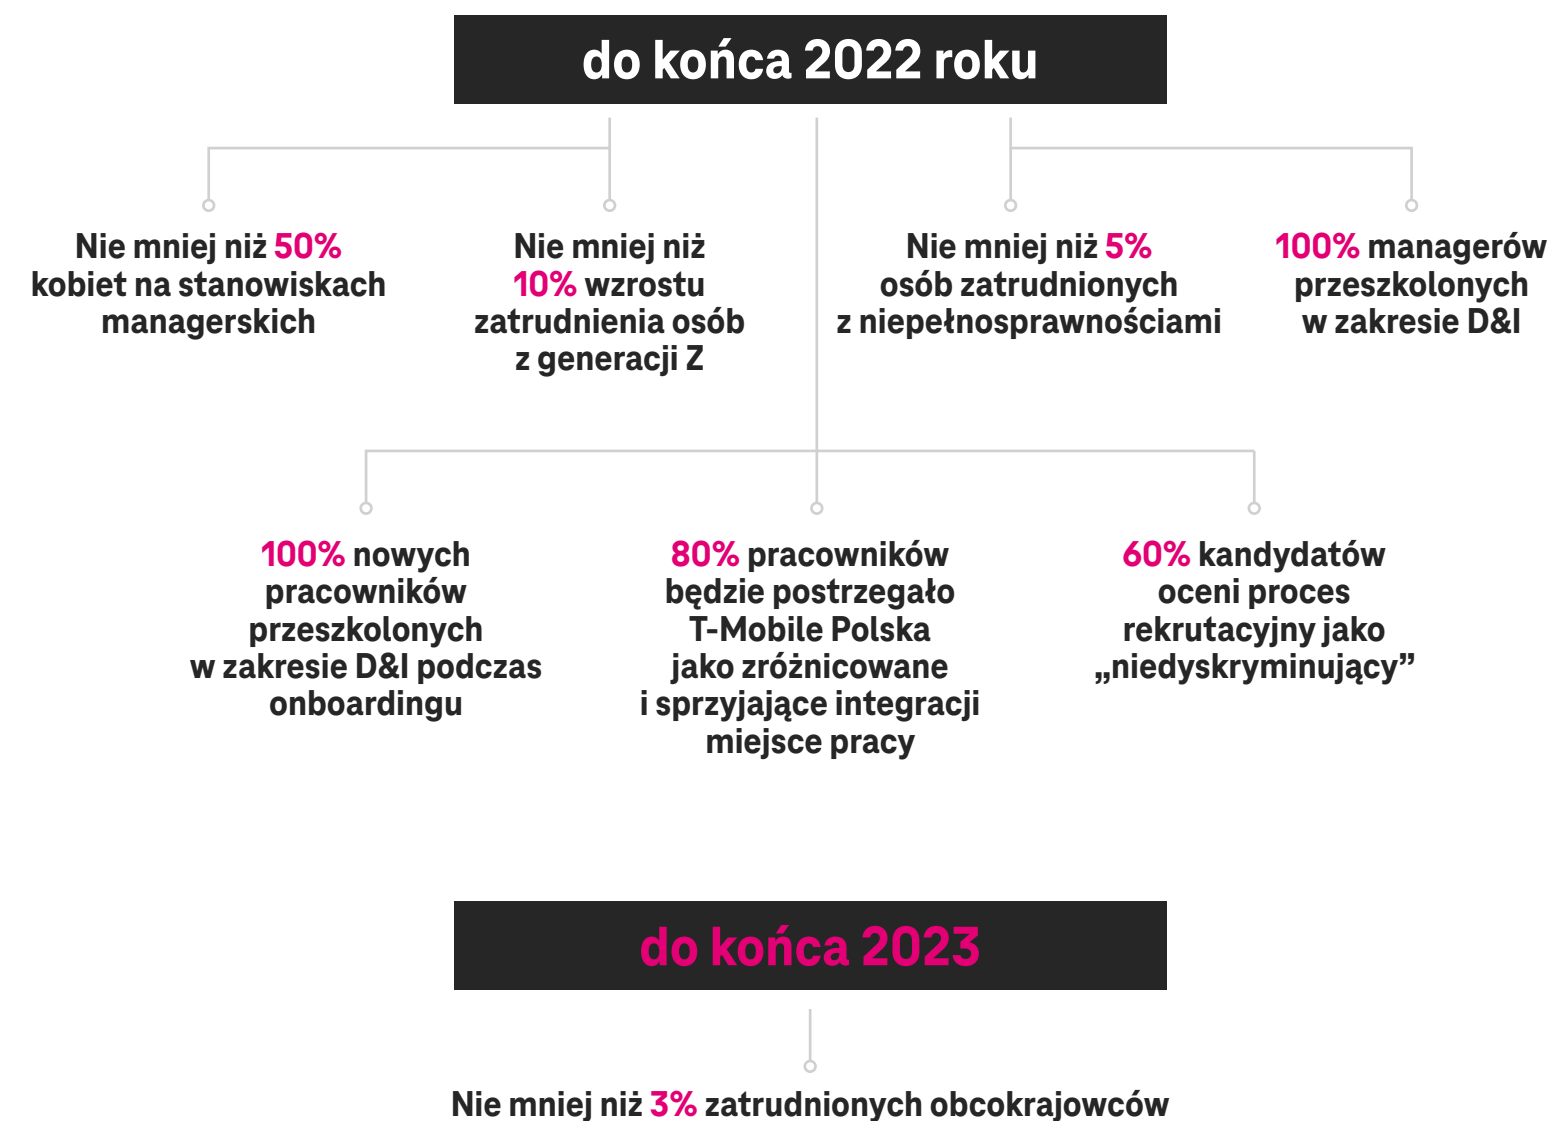 do końca 2022 roku
Nie mniej niż 50%
kobiet na stanowiskach
managerskich
Nie mniej niż
10% wzrostu
zatrudnienia osób
z generacji Z
Nie mniej niż 5%
osób zatrudnionych
z niepełnosprawnościami
100% managerów
przeszkolonych
w zakresie D&I
100% nowych
pracowników
przeszkolonych
w zakresie D&I podczas
onboardingu
80% pracowników
będzie postrzegało
T-Mobile Polska
jako zróżnicowane
i sprzyjające integracji
miejsce pracy
60% kandydatów
oceni proces
rekrutacyjny jako
„niedyskryminujący”
do końca 2023
Nie mniej niż 3% zatrudnionych obcokrajowców